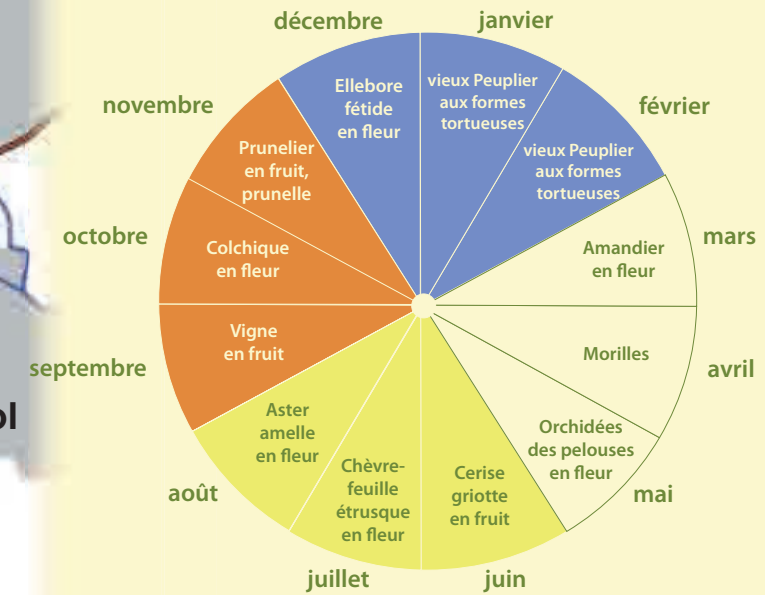 décembre
janvier
novembre
février
octobre
mars
septembre
avril
août
mai
juillet
juin
Ellebore
fétide
en fleur
vieux Peuplier
aux formes
tortueuses
vieux Peuplier
aux formes
tortueuses
Prunelier
en fruit,
prunelle
Colchique
en fleur
Amandier
en fleur
Vigne
en fruit
Morilles
Aster
amelle
en fleur
Orchidées
des pelouses
en fleur
Chèvre-
feuille
étrusque
en fleur
Cerise
griotte
en fruit
ol